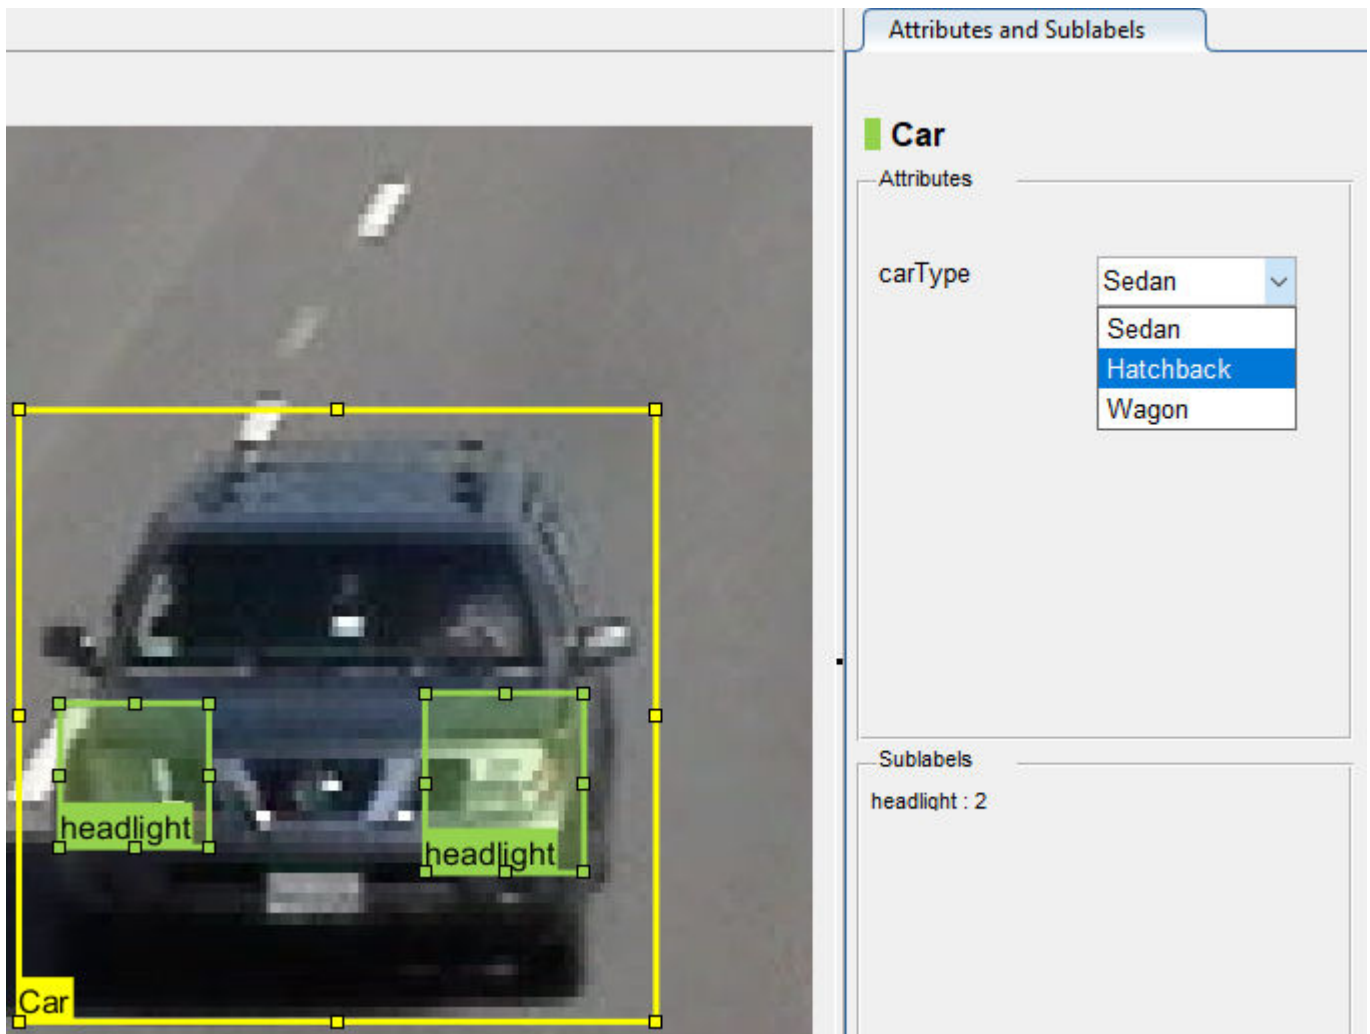 Attributes and Sublabels
Car
Attributes
carType
Sedan
Sedan
Hatchback
Wagon
headlight
headlight
Car
Sublabels
headlight : 2